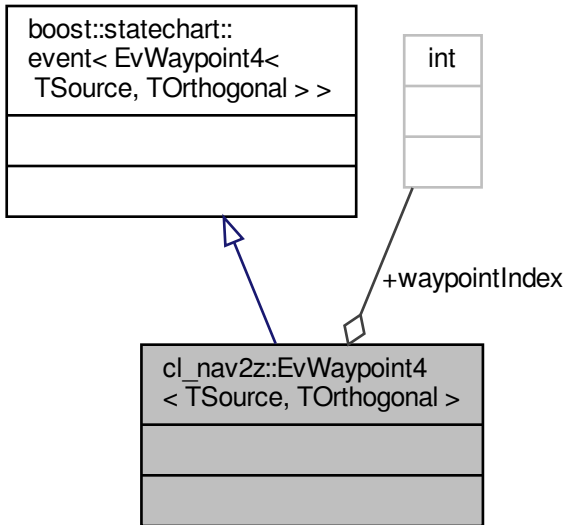 boost::statechart::
event< EvWaypoint4<
TSource, TOrthogonal > >
int
+waypointIndex
cl_nav2z::EvWaypoint4
< TSource, TOrthogonal >